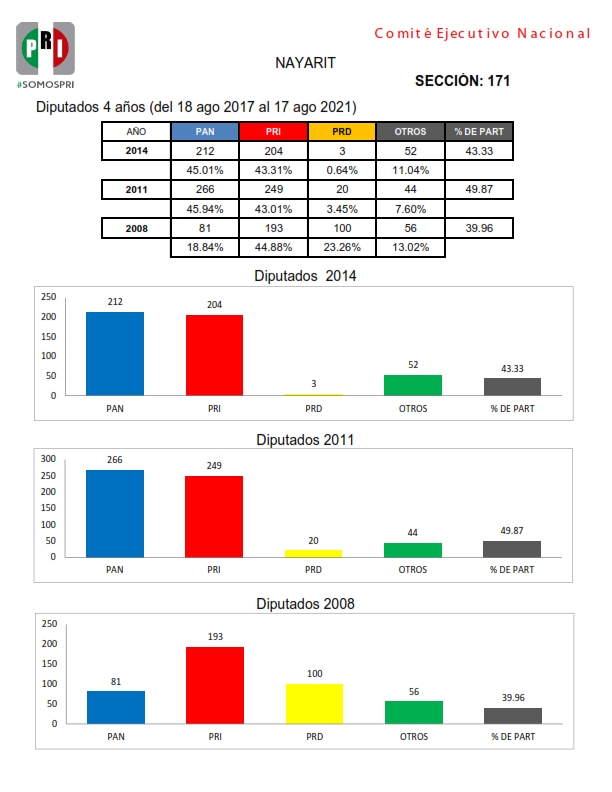 Comité Ejecutivo Nacional
PRI
#SOMOSPRI
NAYARIT
SECCIÓN: 171
Diputados 4 años (del 18 ago 2017 al 17 ago 2021)
AÑO PAN PRI PRD OTROS % DE PART
2014 212 204 3 52 43.33
45.01% 43.31% 0.64% 11.04%
2011 266 249 20 44 49.87
45.94% 43.01% 3.45% 7.60%
2008 81 193 100 56 39.96
18.84% 44.88% 23.26% 13.02%
Diputados 2014
250
200
150
100
50
0
212 204 3 52 43.33
PAN PRI PRD OTROS % DE PART
Diputados 2011
300
250
200
150
100
50
0
266 249 20 44 49.87
PAN PRI PRD OTROS % DE PART
Diputados 2008
250
200
150
100
50
0
81 193 100 56 39.96
PAN PRI PRD OTROS % DE PART